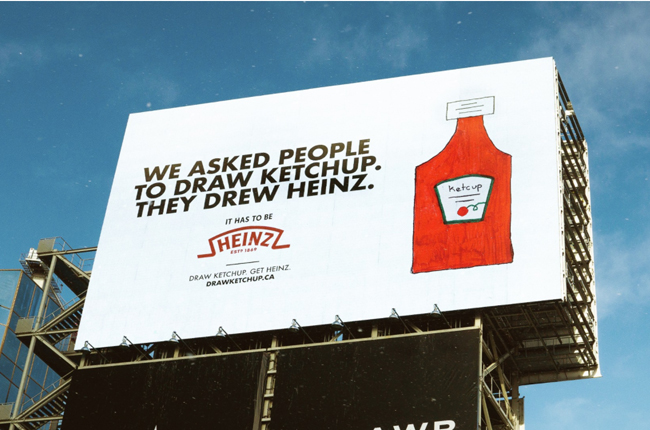 WE ASKED PEOPLE
TO DRAW KETCHUP.
THEY DREW HEINZ.
IT HAS TO BE
HEINZ
ESTD 1869
DRAW KETCHUP. GET HEINZ.
DRAWKETCHUP.CA
Ketcup